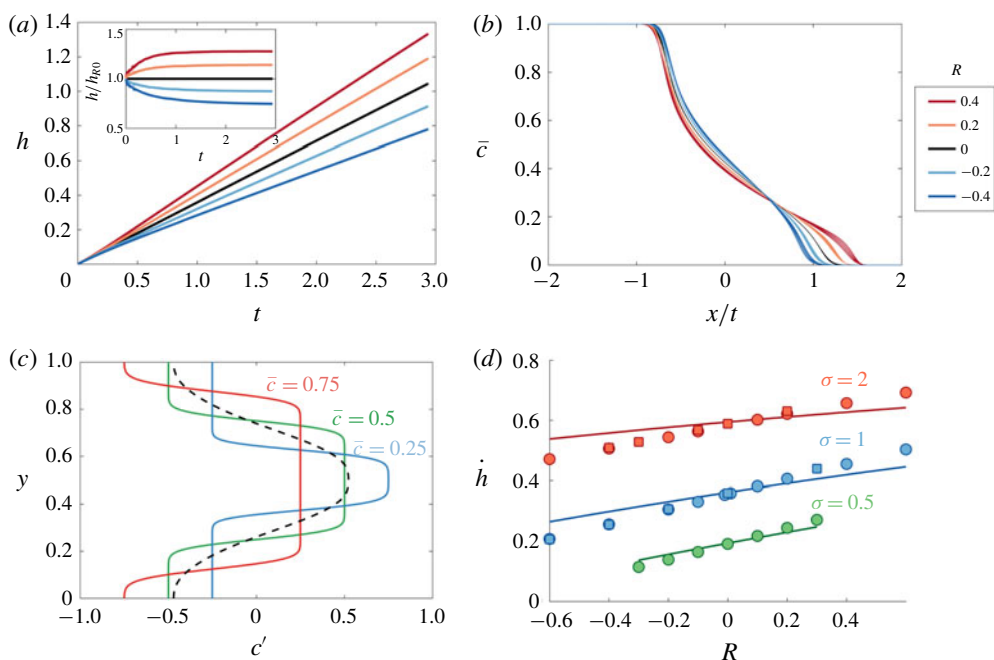 (a)
1.4
1.2
1.0
0.8
0.6
0.4
0.2
0
h
0.5
1.0
1.5
2.0
2.5
3.0
t
1.5
1.0
0.5
h/h_{R0}
0
1
2
3
t
(b)
1.0
0.8
0.6
0.4
0.2
0
c̄
−2
−1
0
1
2
x/t
R
0.4
0.2
0
−0.2
−0.4
(c)
1.0
0.8
0.6
0.4
0.2
0
y
−1.0
−0.5
0
0.5
1.0
c′
c̄ = 0.75
c̄ = 0.5
c̄ = 0.25
(d)
0.8
0.6
0.4
0.2
0
ḣ
−0.6
−0.4
−0.2
0
0.2
0.4
R
σ = 2
σ = 1
σ = 0.5